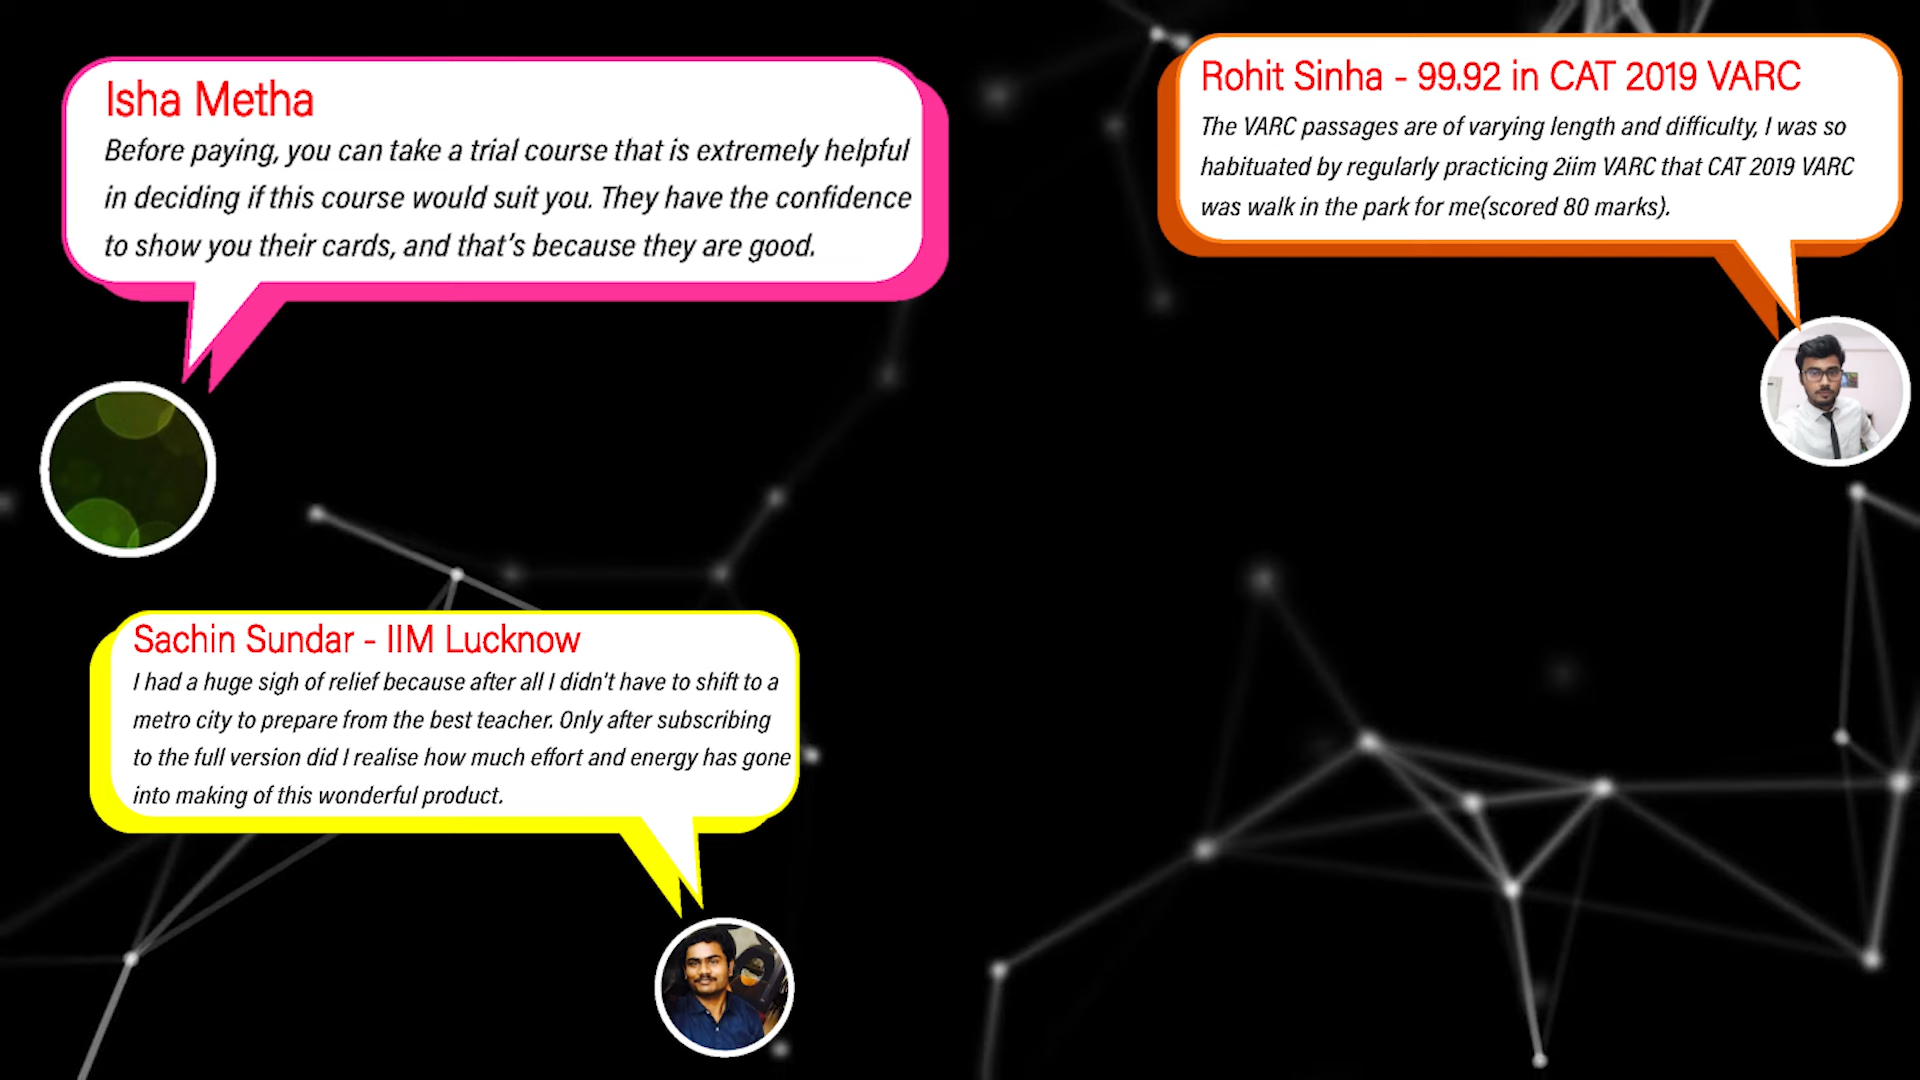 Isha Metha
Before paying, you can take a trial course that is extremely helpful
in deciding if this course would suit you. They have the confidence
to show you their cards, and that's because they are good.
Rohit Sinha - 99.92 in CAT 2019 VARC
The VARC passages are of varying length and difficulty, I was so
habituated by regularly practicing 2iim VARC that CAT 2019 VARC
was walk in the park for me(scored 80 marks).
Sachin Sundar - IIM Lucknow
I had a huge sigh of relief because after all I didn't have to shift to a
metro city to prepare from the best teacher. Only after subscribing
to the full version did I realise how much effort and energy has gone
into making of this wonderful product.